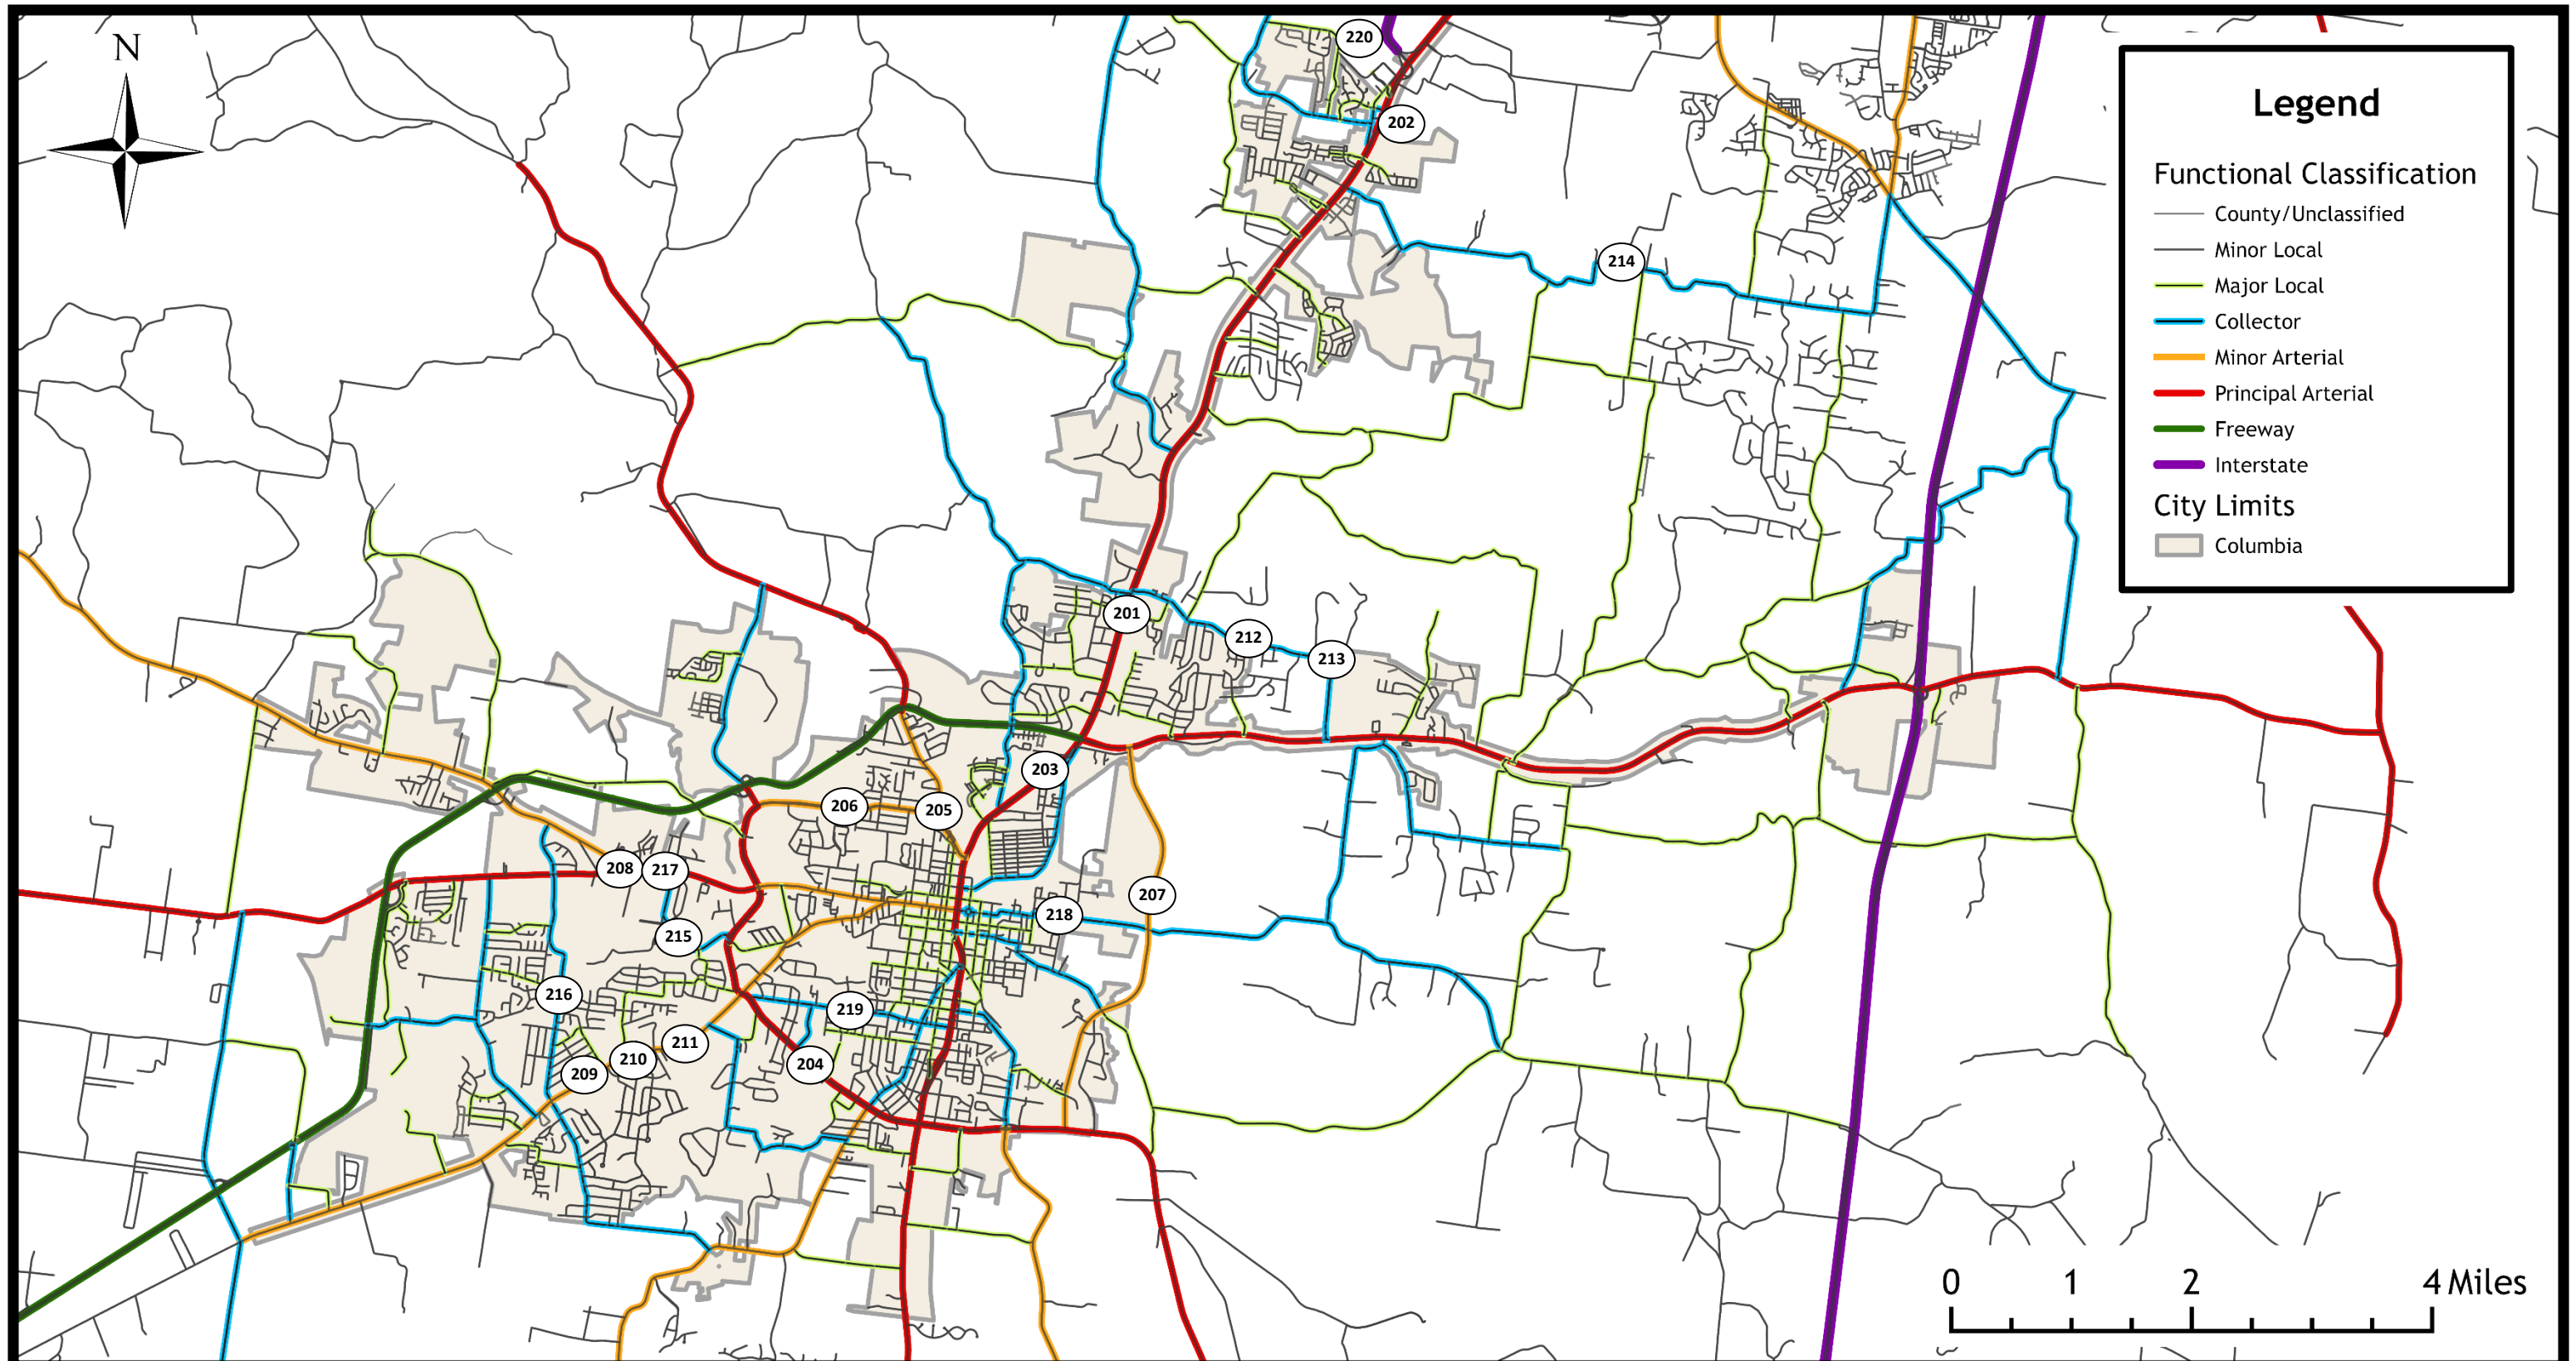 N
220
202
214
201
212
213
203
206
205
208
217
207
218
215
216
219
211
210
204
209
Legend
Functional Classification
County/Unclassified
Minor Local
Major Local
Collector
Minor Arterial
Principal Arterial
Freeway
Interstate
City Limits
Columbia
0 1 2 4 Miles